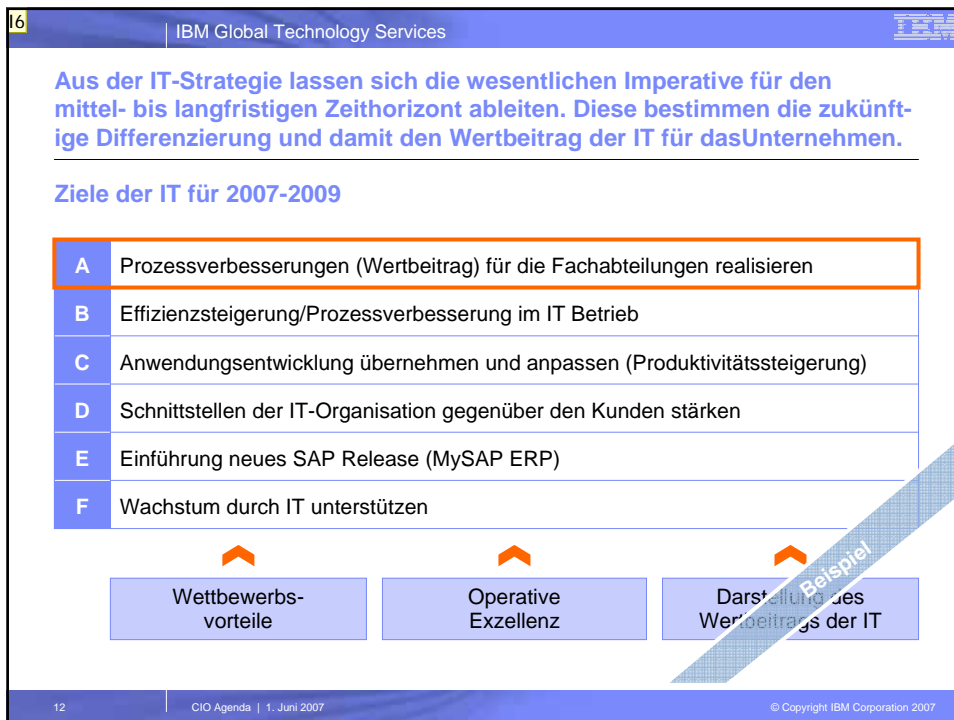 I6
IBM Global Technology Services
IBM
Aus der IT-Strategie lassen sich die wesentlichen Imperative für den
mittel- bis langfristigen Zeithorizont ableiten. Diese bestimmen die zukünft-
ige Differenzierung und damit den Wertbeitrag der IT für dasUnternehmen.
Ziele der IT für 2007-2009
A Prozessverbesserungen (Wertbeitrag) für die Fachabteilungen realisieren
B Effizienzsteigerung/Prozessverbesserung im IT Betrieb
C Anwendungsentwicklung übernehmen und anpassen (Produktivitätssteigerung)
D Schnittstellen der IT-Organisation gegenüber den Kunden stärken
E Einführung neues SAP Release (MySAP ERP)
F Wachstum durch IT unterstützen
Beispiel
Wettbewerbs-
vorteile
Operative
Exzellenz
Darstellung des
Wertbeitrags der IT
12 CIO Agenda | 1. Juni 2007 © Copyright IBM Corporation 2007